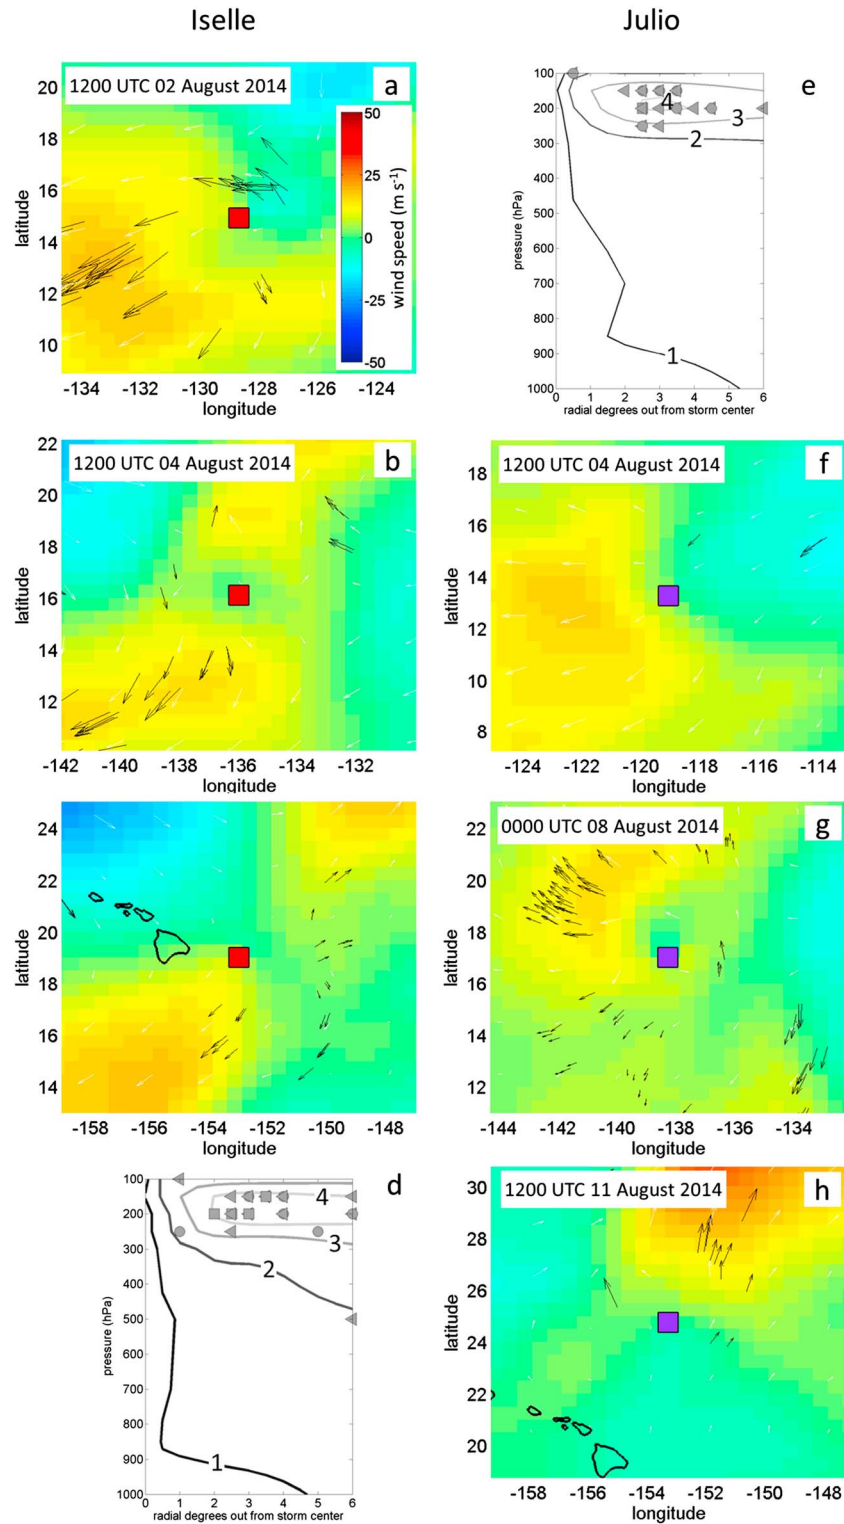 Iselle
Julio
1200 UTC 02 August 2014
a
20
18
16
14
12
10
latitude
-134 -132 -130 -128 -126 -124
longitude
50
25
0
-25
-50
wind speed (m s⁻¹)
e
100
200
300
400
500
600
700
800
900
1000
pressure (hPa)
0 1 2 3 4 5 6
radial degrees out from storm center
4
3
2
1
1200 UTC 04 August 2014
b
22
20
18
16
14
12
latitude
-142 -140 -138 -136 -134 -132
longitude
1200 UTC 04 August 2014
f
18
16
14
12
10
8
latitude
-124 -122 -120 -118 -116 -114
longitude
24
22
20
18
16
14
-158 -156 -154 -152 -150 -148
longitude
0000 UTC 08 August 2014
g
22
20
18
16
14
12
latitude
-144 -142 -140 -138 -136 -134
longitude
d
100
200
300
400
500
600
700
800
900
1000
pressure (hPa)
0 1 2 3 4 5 6
radial degrees out from storm center
4
3
2
1
1200 UTC 11 August 2014
h
30
28
26
24
22
20
latitude
-158 -156 -154 -152 -150 -148
longitude